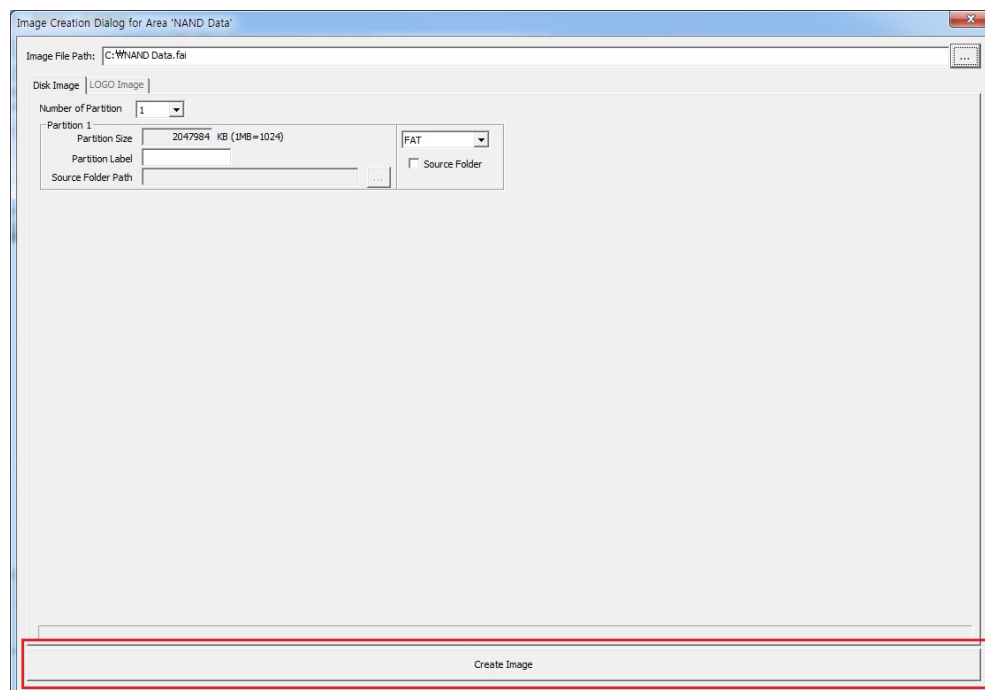 Image Creation Dialog for Area 'NAND Data'
Image File Path: C:₩NAND Data.fai ...
Disk Image LOGO Image
Number of Partition 1
Partition 1
Partition Size 2047984 KB (1MB=1024) FAT
Partition Label Source Folder
Source Folder Path ...
Create Image